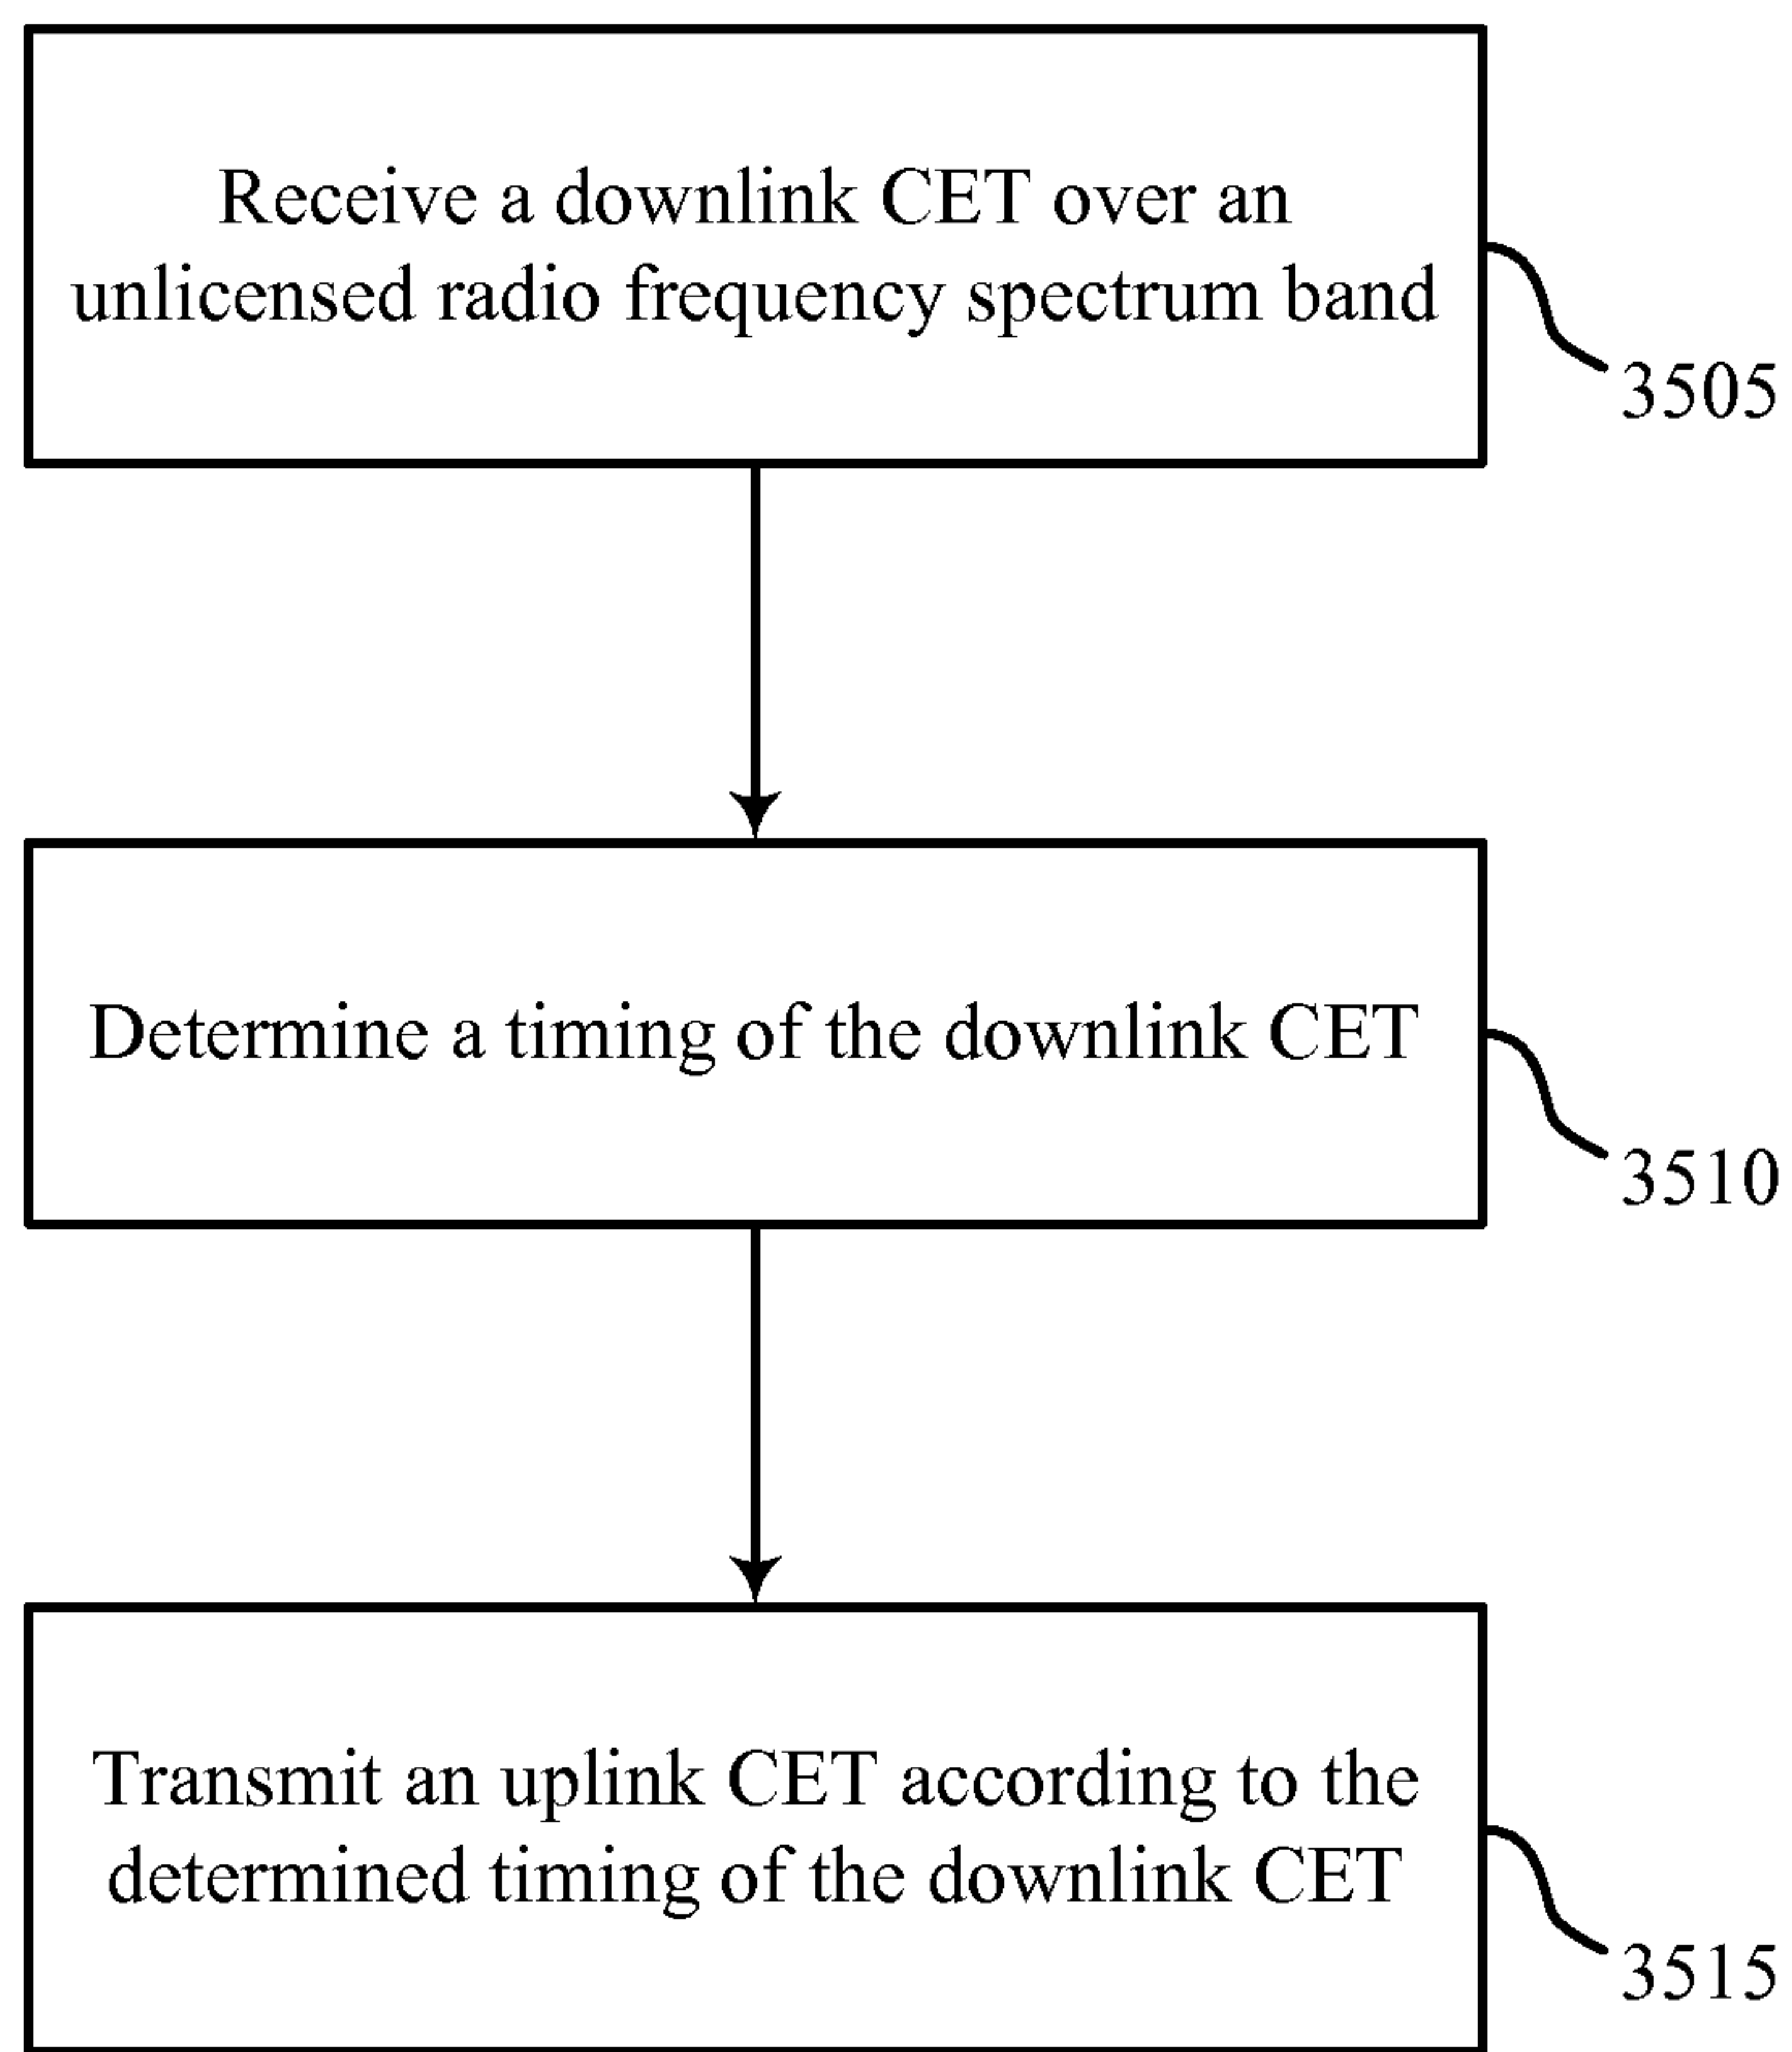 Receive a downlink CET over an
unlicensed radio frequency spectrum band
3505
Determine a timing of the downlink CET
3510
Transmit an uplink CET according to the
determined timing of the downlink CET
3515